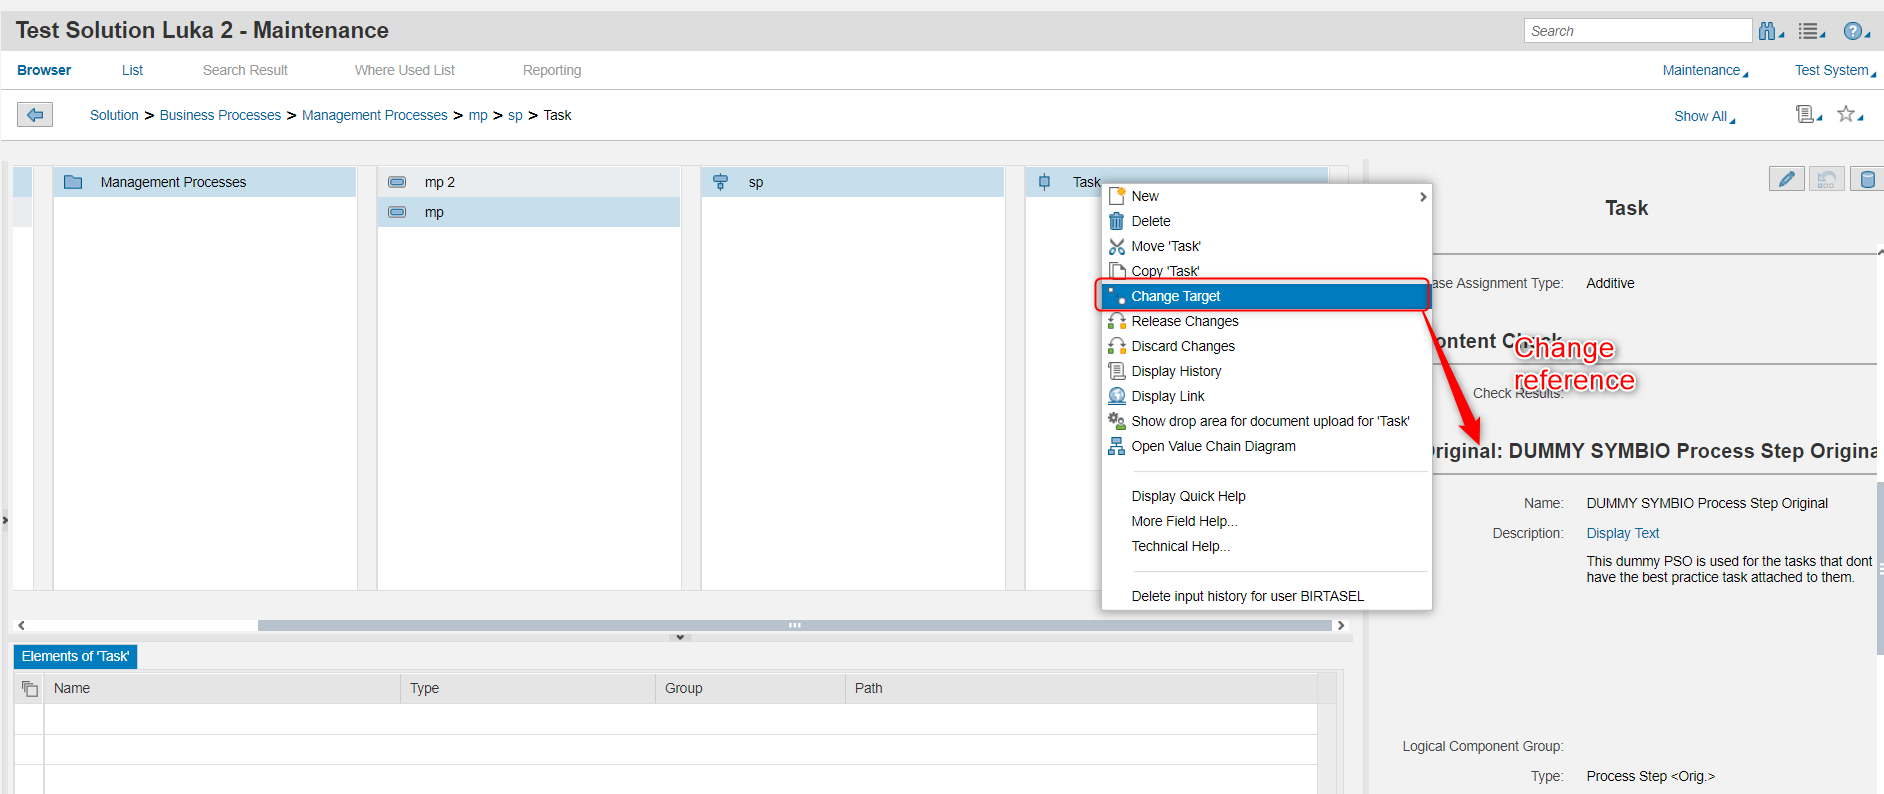 Test Solution Luka 2 - Maintenance
Search
Browser List Search Result Where Used List Reporting
Maintenance Test System
Solution > Business Processes > Management Processes > mp > sp > Task
Show All
Management Processes
mp 2
mp
sp
Task
New
Delete
Move 'Task'
Copy 'Task'
Change Target
Release Changes
Discard Changes
Display History
Display Link
Show drop area for document upload for 'Task'
Open Value Chain Diagram
Display Quick Help
More Field Help...
Technical Help...
Delete input history for user BIRTASEL
Task
ase Assignment Type: Additive
ontent Check
Change
reference
Check Results:
riginal: DUMMY SYMBIO Process Step Origina
Name: DUMMY SYMBIO Process Step Original
Description: Display Text
This dummy PSO is used for the tasks that dont
have the best practice task attached to them.
Logical Component Group:
Type: Process Step <Orig.>
Elements of 'Task'
Name Type Group Path